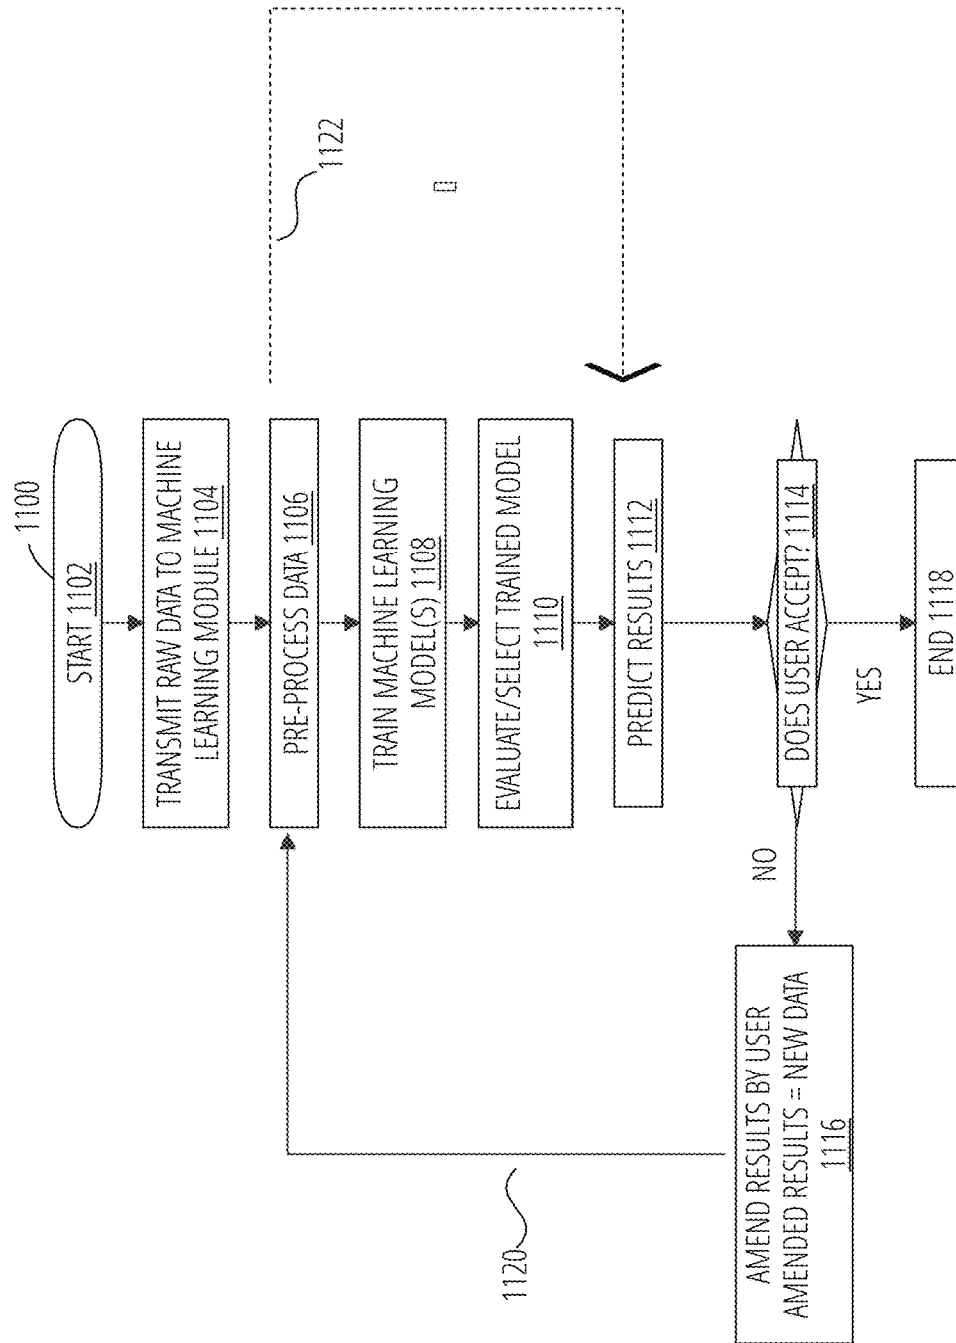 1100
START 1102
TRANSMIT RAW DATA TO MACHINE
LEARNING MODULE 1104
PRE-PROCESS DATA 1106
TRAIN MACHINE LEARNING
MODEL(S) 1108
EVALUATE/SELECT TRAINED MODEL
1110
PREDICT RESULTS 1112
DOES USER ACCEPT? 1114
NO
YES
AMEND RESULTS BY USER
AMENDED RESULTS = NEW DATA
1116
END 1118
1120
1122